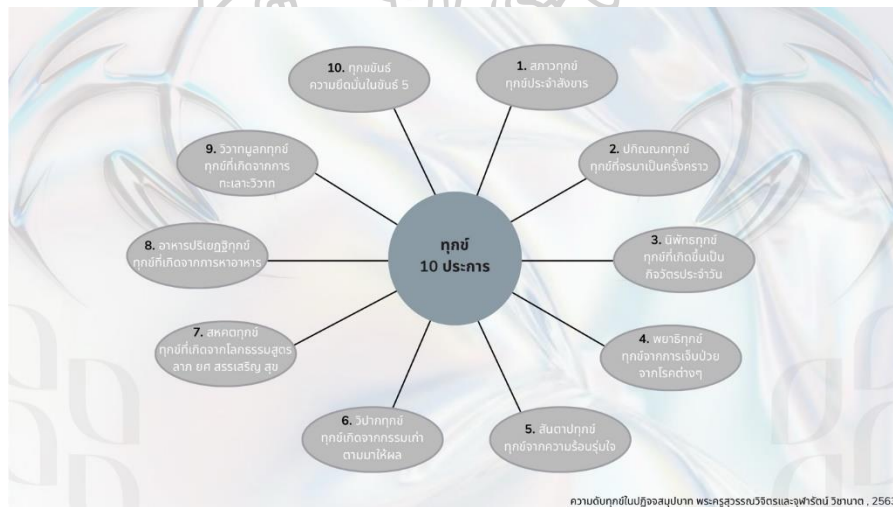 ทุกข์
10 ประการ
1. สภาวทุกข์
ทุกข์ประจำสังขาร
2. ปกิณณกทุกข์
ทุกข์ที่จรมาเป็นครั้งคราว
3. นิพัทธทุกข์
ทุกข์ที่เกิดขึ้นเป็น
กิจวัตรประจำวัน
4. พยาธิทุกข์
ทุกข์จากการเจ็บป่วย
จากโรคต่างๆ
5. สันตาปทุกข์
ทุกข์จากความร้อนรุ่มใจ
6. วิปากทุกข์
ทุกข์เกิดจากกรรมเก่า
ตามมาให้ผล
7. สหคตทุกข์
ทุกข์ที่เกิดจากโลกธรรมสูตร
ลาภ ยศ สรรเสริญ สุข
8. อาหารปริเยฏฐิทุกข์
ทุกข์ที่เกิดจากการหาอาหาร
9. วิวาทมูลกทุกข์
ทุกข์ที่เกิดจากการ
ทะเลาะวิวาท
10. ทุกขขันธ์
ความยึดมั่นในขันธ์ 5
ความดับทุกข์ในปฏิจจสมุปบาท พระครูสุวรรณวิจิตรและจุฬารัตน์ วิชานาต , 2563